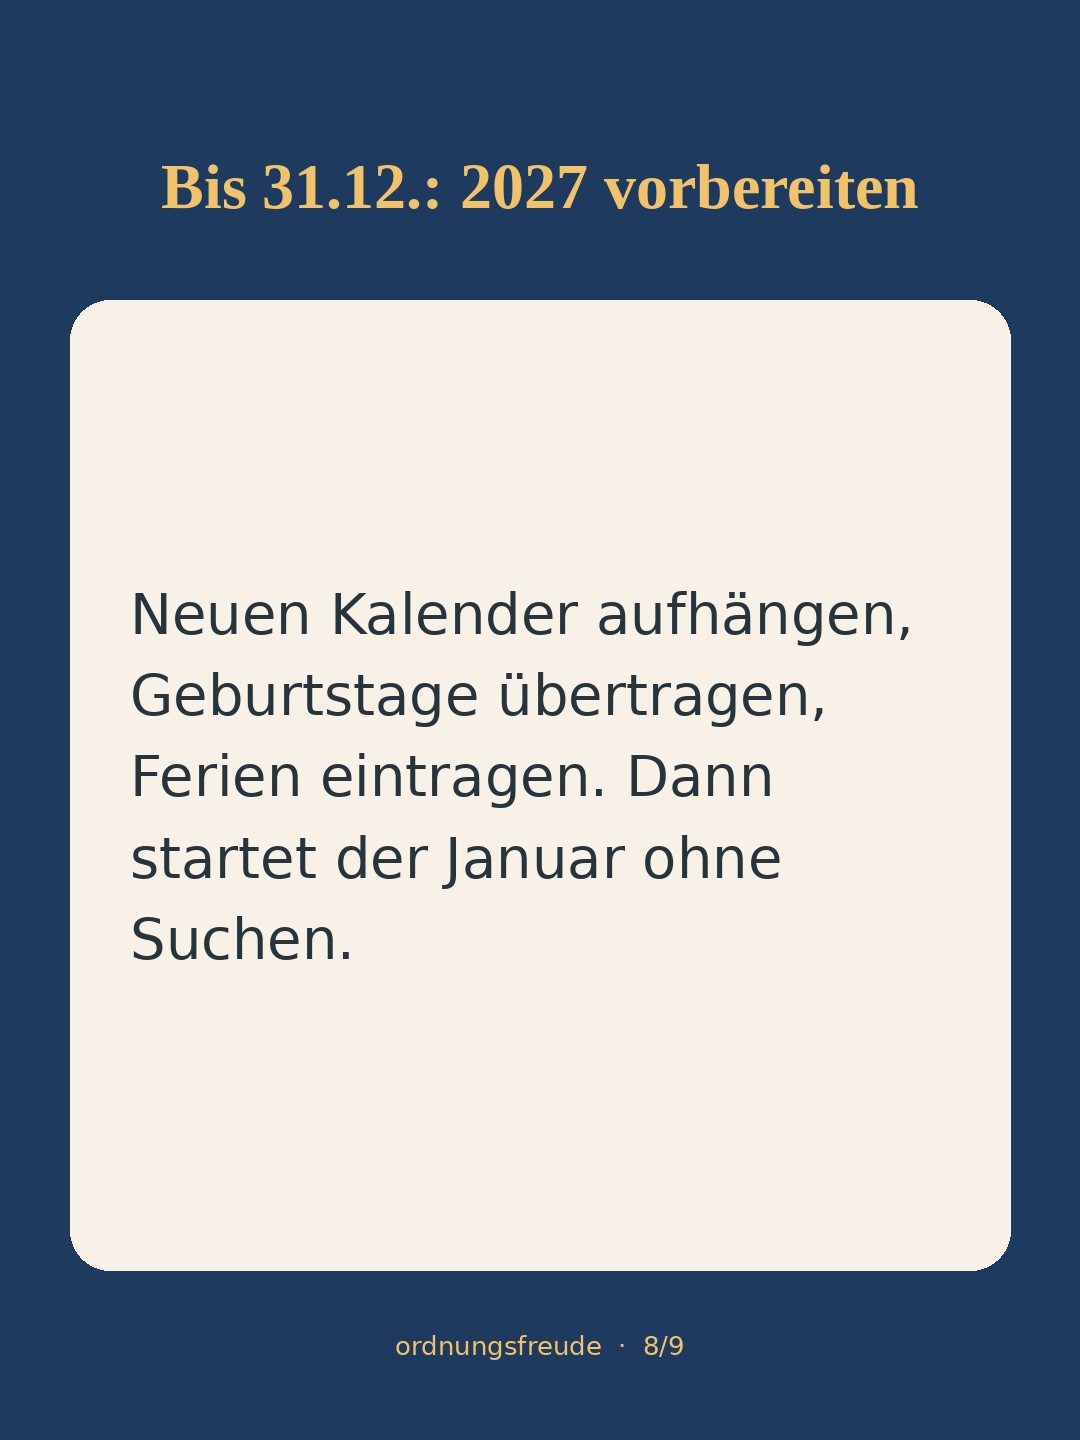 Bis 31.12.: 2027 vorbereiten
Neuen Kalender aufhängen,
Geburtstage übertragen,
Ferien eintragen. Dann
startet der Januar ohne
Suchen.
ordnungsfreude · 8/9